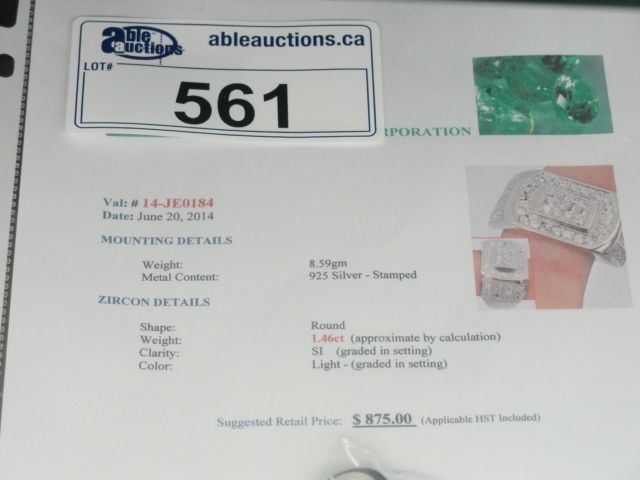 able
auctions
ableauctions.ca
LOT#
561
RPORATION
Val: # 14-JE0184
Date: June 20, 2014
MOUNTING DETAILS
Weight: 8.59gm
Metal Content: 925 Silver - Stamped
ZIRCON DETAILS
Shape: Round
Weight: 1.46ct (approximate by calculation)
Clarity: SI (graded in setting)
Color: Light - (graded in setting)
Suggested Retail Price: $ 875.00 (Applicable HST Included)